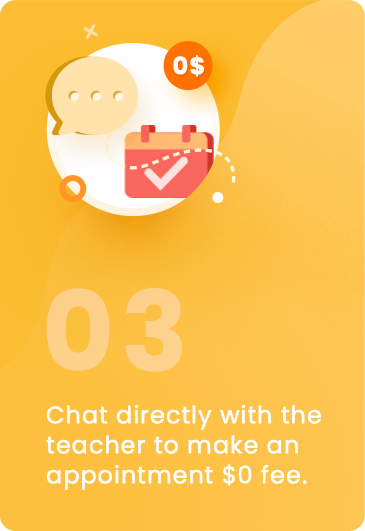 0$
03
Chat directly with the
teacher to make an
appointment $0 fee.